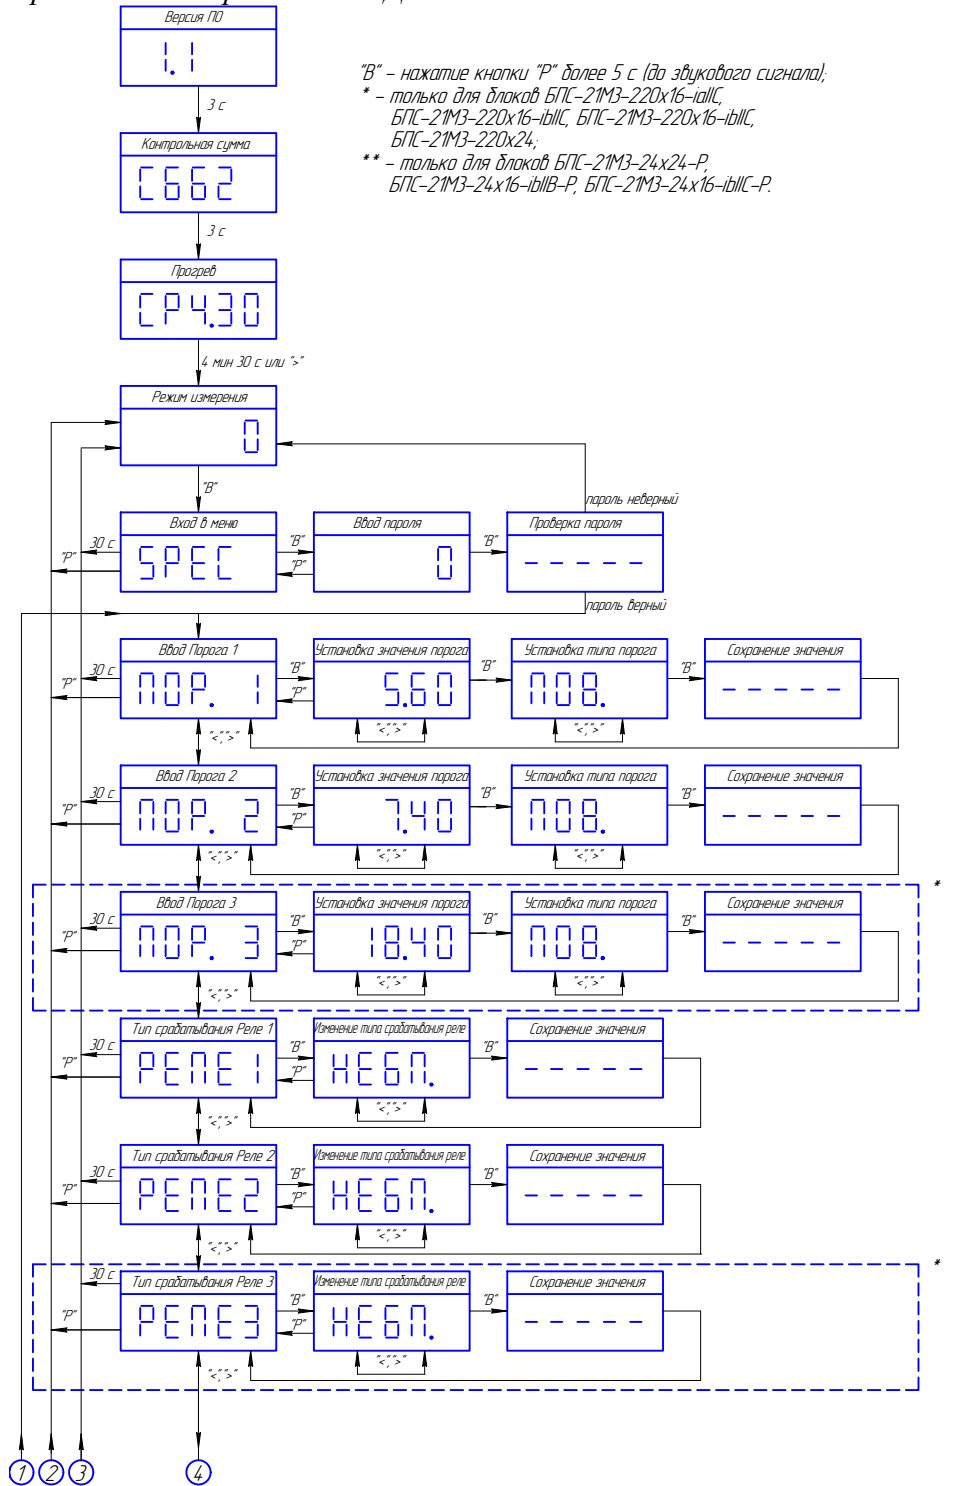 Версия ПО
1.1
"В" – нажатие кнопки "Р" более 5 с (до звукового сигнала);
* – только для блоков БПС-21М3-220х16-iaIIC,
БПС-21М3-220х16-ibIIC, БПС-21М3-220х16-ibIIC,
БПС-21М3-220х24;
** – только для блоков БПС-21М3-24х24-Р,
БПС-21М3-24х16-ibIIB-Р, БПС-21М3-24х16-ibIIC-Р.
3 с
Контрольная сумма
C662
3 с
Прогрев
CP4.30
4 мин 30 с или ">"
Режим измерения
0
"В"
пароль неверный
Вход в меню
SPEC
Ввод пароля
0
Проверка пароля
-----
30 с
"Р"
"В"
"Р"
"В"
пароль верный
Ввод Порога 1
ПОР. 1
Установка значения порога
5.60
Установка типа порога
ПОВ.
Сохранение значения
-----
30 с
"Р"
"В"
"Р"
"В"
"В"
"<",">"
"<",">"
"<",">"
Ввод Порога 2
ПОР. 2
Установка значения порога
7.40
Установка типа порога
ПОВ.
Сохранение значения
-----
30 с
"Р"
"В"
"Р"
"В"
"В"
"<",">"
"<",">"
"<",">"
*
Ввод Порога 3
ПОР. 3
Установка значения порога
18.40
Установка типа порога
ПОВ.
Сохранение значения
-----
30 с
"Р"
"В"
"Р"
"В"
"В"
"<",">"
"<",">"
"<",">"
Тип срабатывания Реле 1
РЕПЕ1
Изменение типа срабатывания реле
НЕБП.
Сохранение значения
-----
30 с
"Р"
"В"
"Р"
"В"
"<",">"
"<",">"
Тип срабатывания Реле 2
РЕПЕ2
Изменение типа срабатывания реле
НЕБП.
Сохранение значения
-----
30 с
"Р"
"В"
"Р"
"В"
"<",">"
"<",">"
*
Тип срабатывания Реле 3
РЕПЕ3
Изменение типа срабатывания реле
НЕБП.
Сохранение значения
-----
30 с
"Р"
"В"
"Р"
"В"
"<",">"
"<",">"
1 2 3 4